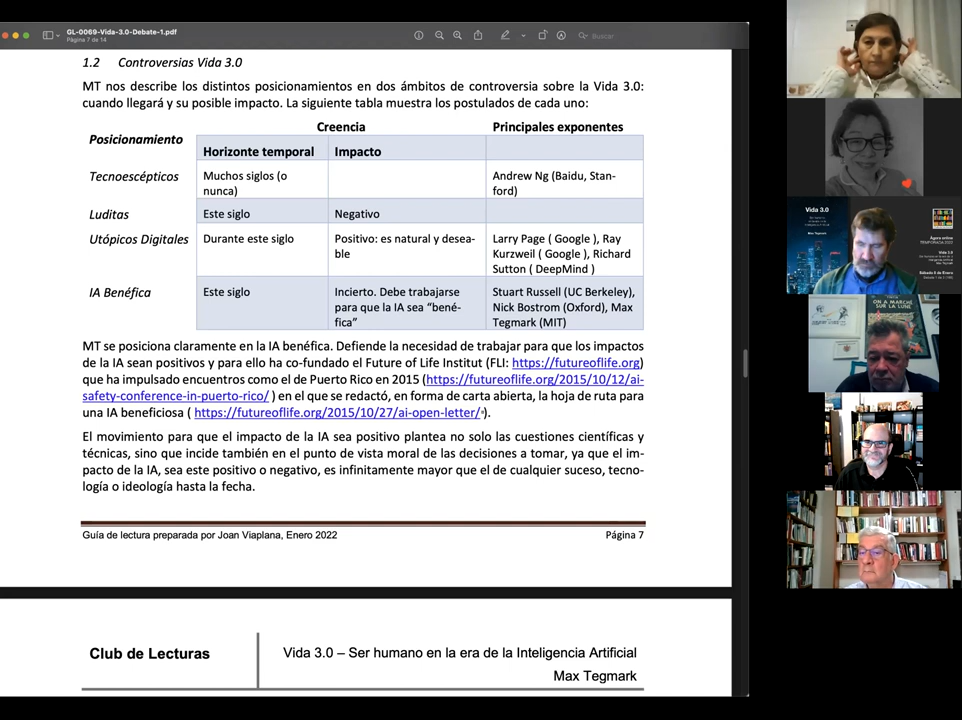 GL-0069-Vida-3.0-Debate-1.pdf
Página 7 de 14
Buscar
1.2 Controversias Vida 3.0
MT nos describe los distintos posicionamientos en dos ámbitos de controversia sobre la Vida 3.0:
cuando llegará y su posible impacto. La siguiente tabla muestra los postulados de cada uno:
Posicionamiento
Creencia
Principales exponentes
Horizonte temporal
Impacto
Tecnoescépticos
Muchos siglos (o
nunca)
Andrew Ng (Baidu, Stan-
ford)
Luditas
Este siglo
Negativo
Utópicos Digitales
Durante este siglo
Positivo: es natural y desea-
ble
Larry Page ( Google ), Ray
Kurzweil ( Google ), Richard
Sutton ( DeepMind )
IA Benéfica
Este siglo
Incierto. Debe trabajarse
para que la IA sea “bené-
fica”
Stuart Russell (UC Berkeley),
Nick Bostrom (Oxford), Max
Tegmark (MIT)
MT se posiciona claramente en la IA benéfica. Defiende la necesidad de trabajar para que los impactos
de la IA sean positivos y para ello ha co-fundado el Future of Life Institut (FLI: https://futureoflife.org)
que ha impulsado encuentros como el de Puerto Rico en 2015 (https://futureoflife.org/2015/10/12/ai-
safety-conference-in-puerto-rico/ ) en el que se redactó, en forma de carta abierta, la hoja de ruta para
una IA beneficiosa ( https://futureoflife.org/2015/10/27/ai-open-letter/ ).
El movimiento para que el impacto de la IA sea positivo plantea no solo las cuestiones científicas y
técnicas, sino que incide también en el punto de vista moral de las decisiones a tomar, ya que el im-
pacto de la IA, sea este positivo o negativo, es infinitamente mayor que el de cualquier suceso, tecno-
logía o ideología hasta la fecha.
Guía de lectura preparada por Joan Viaplana, Enero 2022
Página 7
Club de Lecturas
Vida 3.0 – Ser humano en la era de la Inteligencia Artificial
Max Tegmark
Vida 3.0
Max Tegmark
Ágora online
TEMPORADA 2022
Vida 3.0
ON A MARCHÉ
SUR LA LUNE